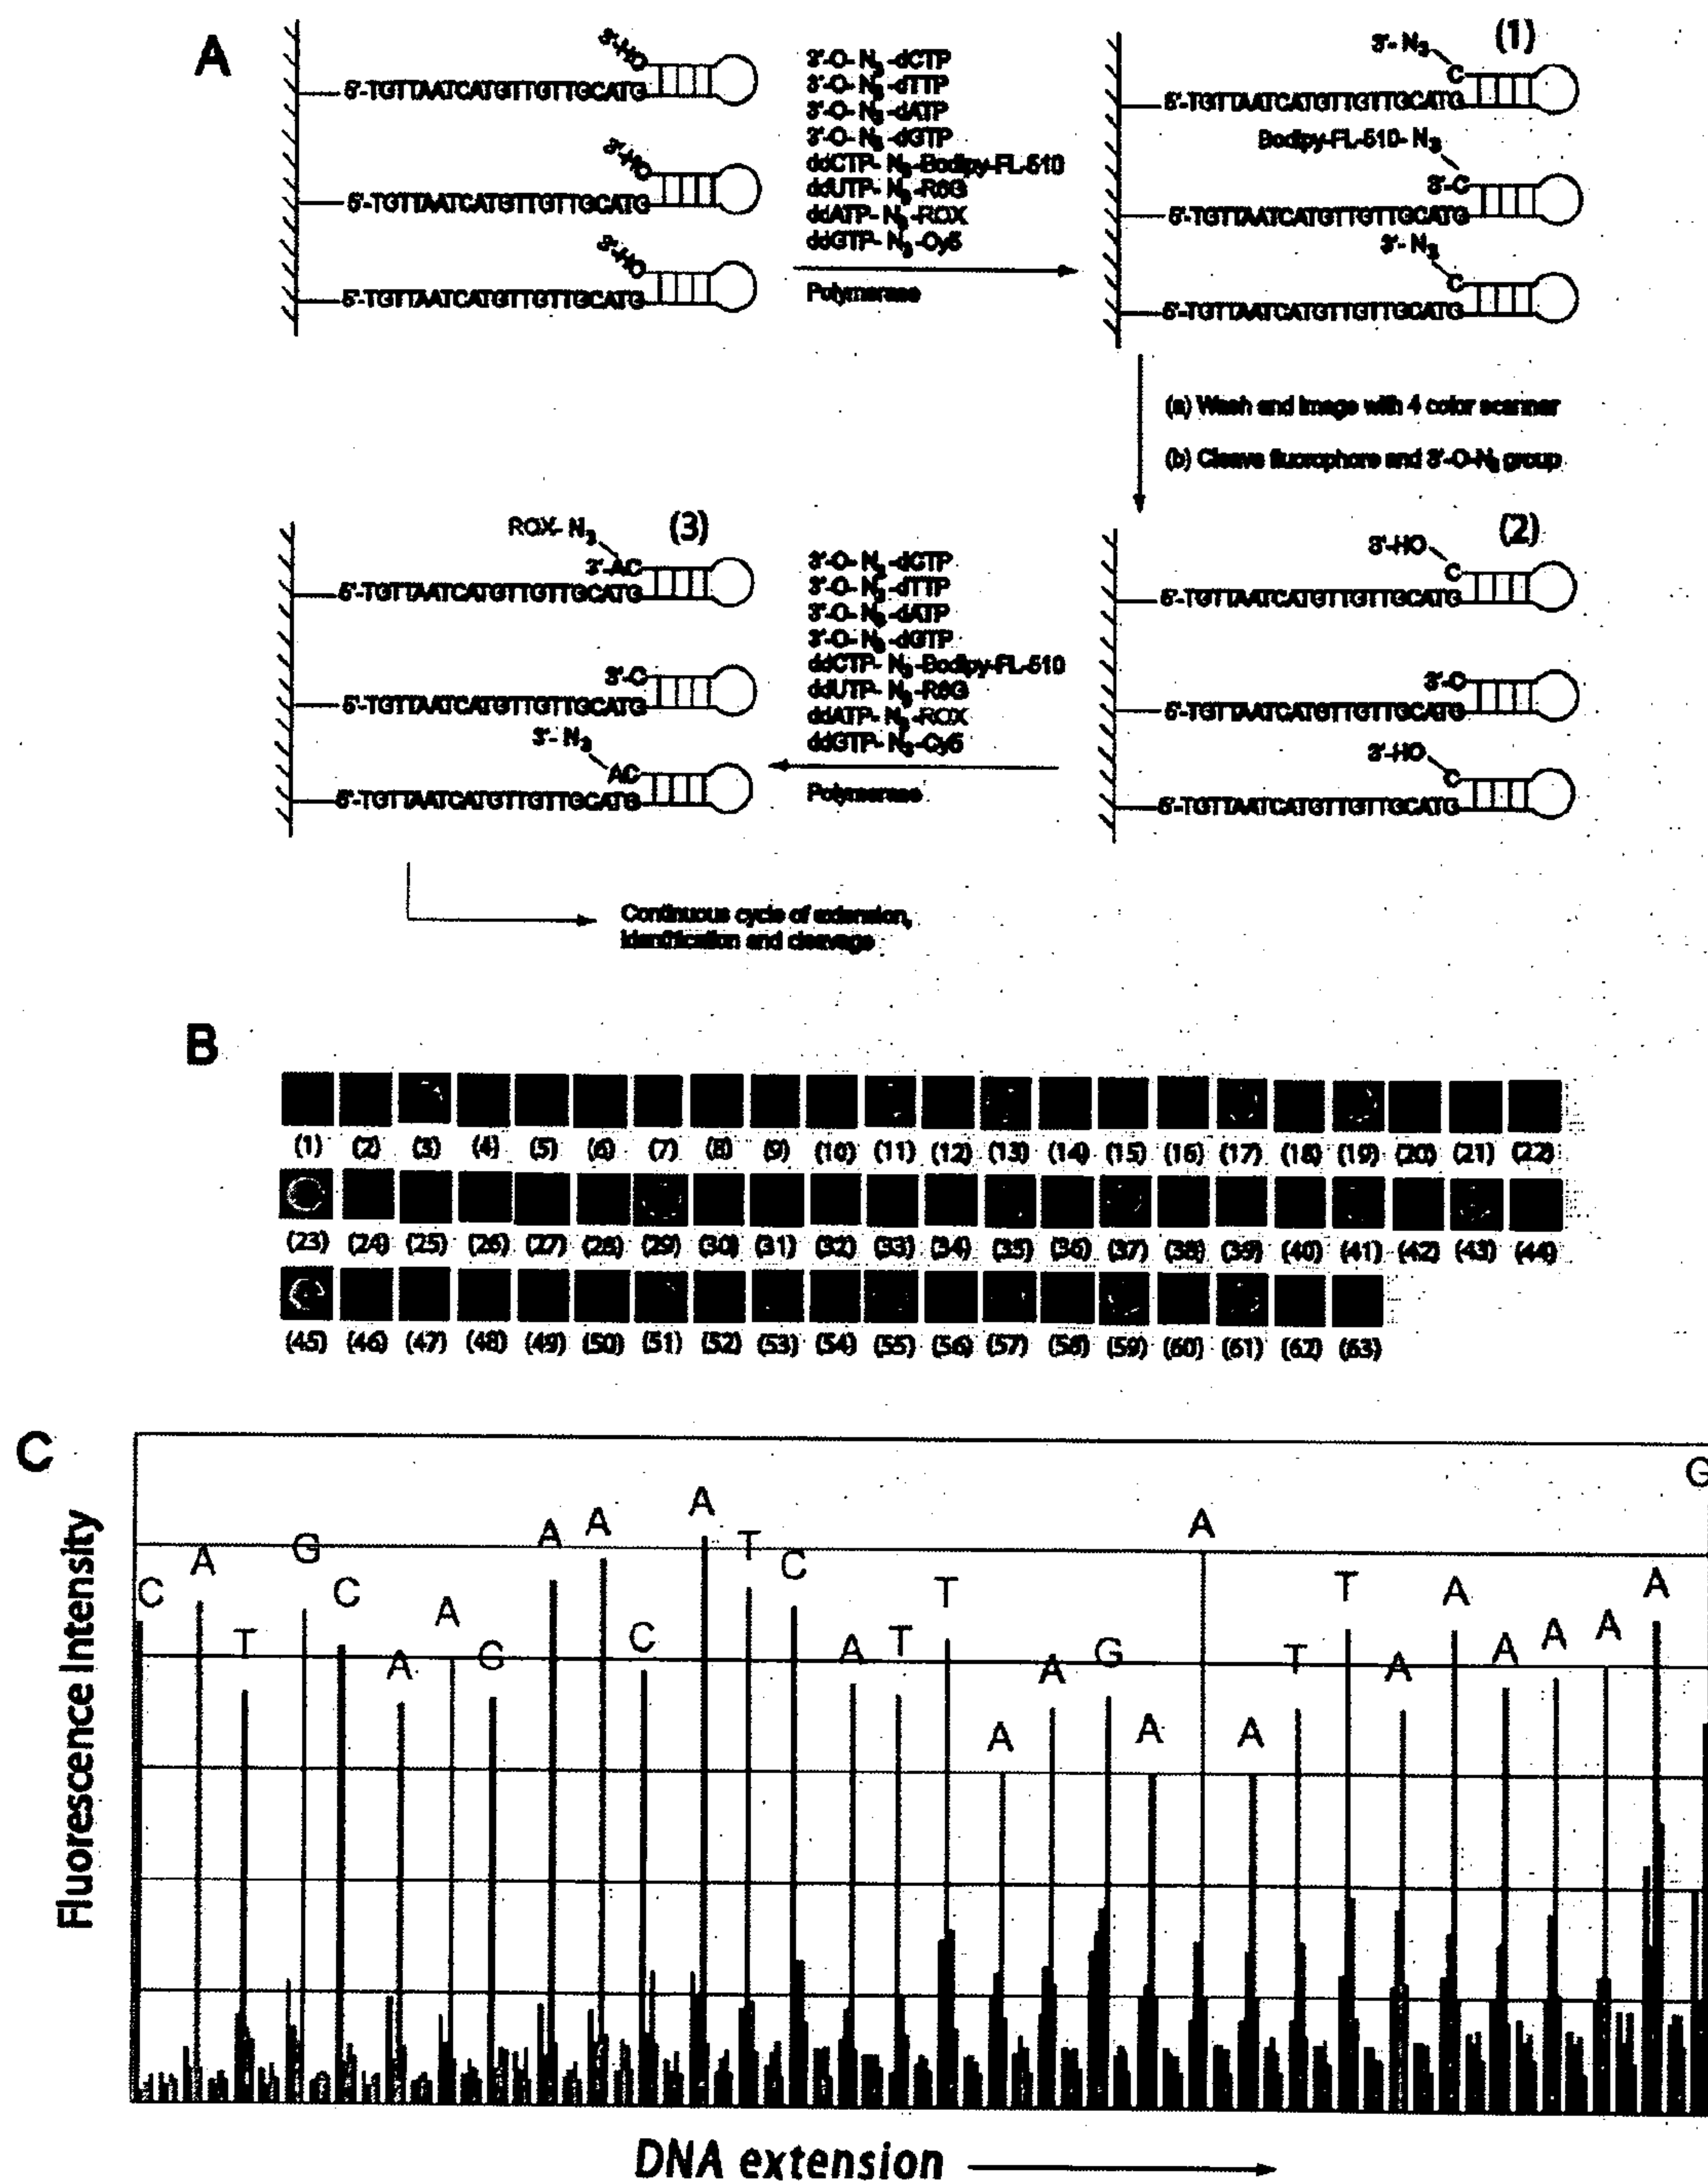 A
3'-HO
5'-TGTTAATCATGTTGTTGCATG
3'-HO
5'-TGTTAATCATGTTGTTGCATG
3'-HO
5'-TGTTAATCATGTTGTTGCATG
3'-O-N3-dCTP
3'-O-N3-dTTP
3'-O-N3-dATP
3'-O-N3-dGTP
ddCTP-N3-Bodipy-FL-510
ddUTP-N3-R6G
ddATP-N3-ROX
ddGTP-N3-Cy5
Polymerase
(1)
3'-N3
C
5'-TGTTAATCATGTTGTTGCATG
Bodipy-FL-510-N3
3'-C
5'-TGTTAATCATGTTGTTGCATG
3'-N3
C
5'-TGTTAATCATGTTGTTGCATG
(a) Wash and image with 4 color scanner
(b) Cleave fluorophore and 3'-O-N3 group
(3)
ROX-N3
3'-AC
5'-TGTTAATCATGTTGTTGCATG
3'-C
5'-TGTTAATCATGTTGTTGCATG
3'-N3
AC
5'-TGTTAATCATGTTGTTGCATG
3'-O-N3-dCTP
3'-O-N3-dTTP
3'-O-N3-dATP
3'-O-N3-dGTP
ddCTP-N3-Bodipy-FL-510
ddUTP-N3-R6G
ddATP-N3-ROX
ddGTP-N3-Cy5
Polymerase
(2)
3'-HO
C
5'-TGTTAATCATGTTGTTGCATG
3'-C
5'-TGTTAATCATGTTGTTGCATG
3'-HO
C
5'-TGTTAATCATGTTGTTGCATG
Continuous cycle of extension,
identification and cleavage
B
(1) (2) (3) (4) (5) (6) (7) (8) (9) (10) (11) (12) (13) (14) (15) (16) (17) (18) (19) (20) (21) (22)
(23) (24) (25) (26) (27) (28) (29) (30) (31) (32) (33) (34) (35) (36) (37) (38) (39) (40) (41) (42) (43) (44)
(45) (46) (47) (48) (49) (50) (51) (52) (53) (54) (55) (56) (57) (58) (59) (60) (61) (62) (63)
C
Fluorescence Intensity
C A T G C A A G A A C A T C A T T A A G A A A T T A A A A A A G
DNA extension